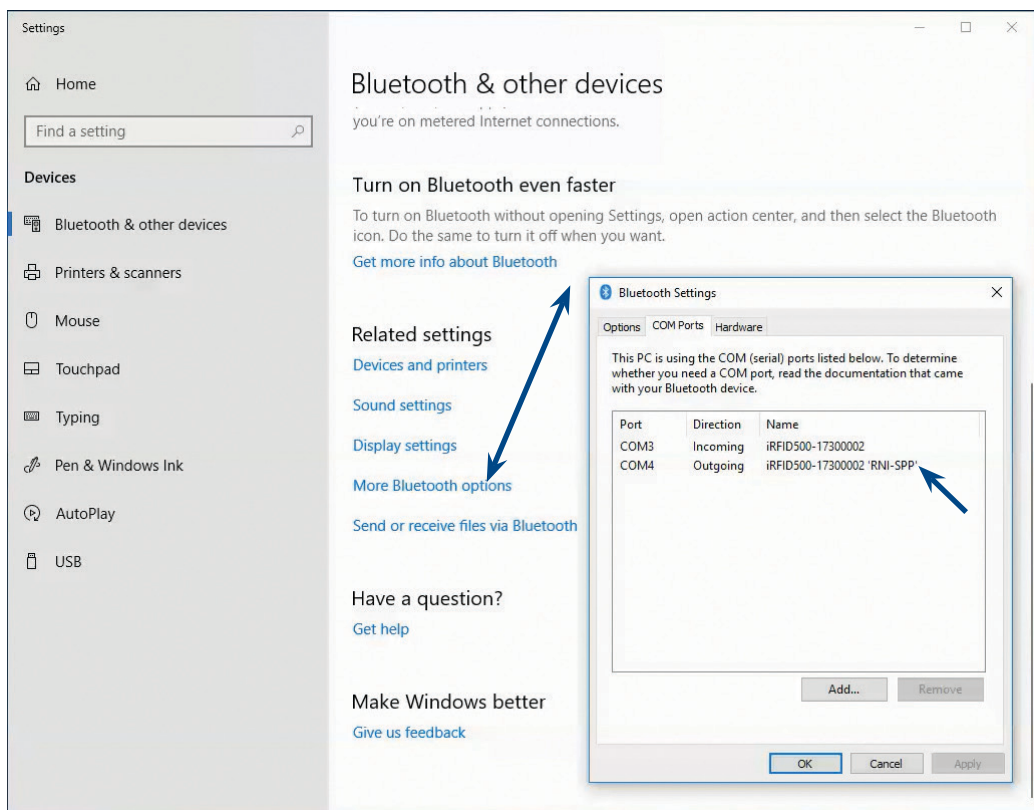 Settings
Home
Find a setting
Devices
Bluetooth & other devices
Printers & scanners
Mouse
Touchpad
Typing
Pen & Windows Ink
AutoPlay
USB
Bluetooth & other devices
you're on metered Internet connections.
Turn on Bluetooth even faster
To turn on Bluetooth without opening Settings, open action center, and then select the Bluetooth
icon. Do the same to turn it off when you want.
Get more info about Bluetooth
Related settings
Devices and printers
Sound settings
Display settings
More Bluetooth options
Send or receive files via Bluetooth
Have a question?
Get help
Make Windows better
Give us feedback
Bluetooth Settings
Options COM Ports Hardware
This PC is using the COM (serial) ports listed below. To determine
whether you need a COM port, read the documentation that came
with your Bluetooth device.
Port Direction Name
COM3 Incoming iRFID500-17300002
COM4 Outgoing iRFID500-17300002 'RNI-SPP'
Add... Remove
OK Cancel Apply